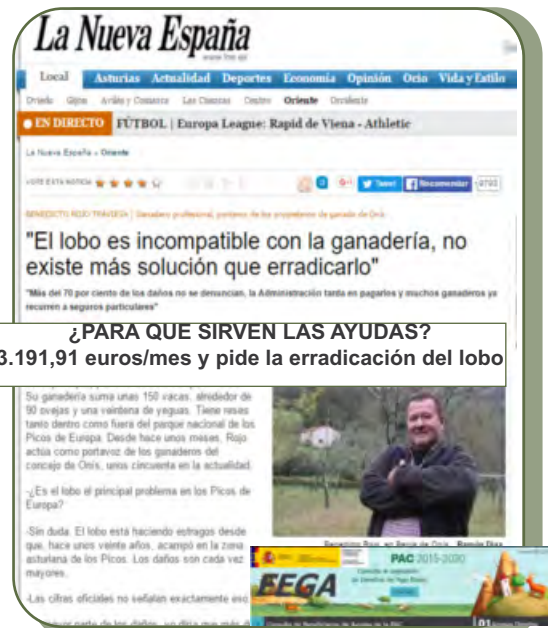 La Nueva España
Local Asturias Actualidad Deportes Economía Opinión Ocio Vida y Estilo
Oviedo Gijón Avilés y Comarca Las Cuencas Centro Oriente Occidente
EN DIRECTO FÚTBOL | Europa League: Rapid de Viena - Athletic
La Nueva España » Oriente
VOTE ESTA NOTICIA
Tweet Recomendar
Ganadero profesional, portavoz de los propietarios de ganado de Onís
"El lobo es incompatible con la ganadería, no
existe más solución que erradicarlo"
"Más del 70 por ciento de los daños no se denuncian, la Administración tarda en pagarlos y muchos ganaderos ya
recurren a seguros particulares"
¿PARA QUE SIRVEN LAS AYUDAS?
3.191,91 euros/mes y pide la erradicación del lobo
Su ganadería suma unas 150 vacas, alrededor de
90 ovejas y una veintena de yeguas. Tiene reses
tanto dentro como fuera del parque nacional de los
Picos de Europa. Desde hace unos meses, Rojo
actúa como portavoz de los ganaderos del
concejo de Onís, unos cincuenta en la actualidad.
-¿Es el lobo el principal problema en los Picos de
Europa?
-Sin duda. El lobo está haciendo estragos desde
que, hace unos veinte años, acampó en la zona
asturiana de los Picos. Los daños son cada vez
mayores.
-Las cifras oficiales no señalan exactamente eso.
PAC 2015-2020
FEGA